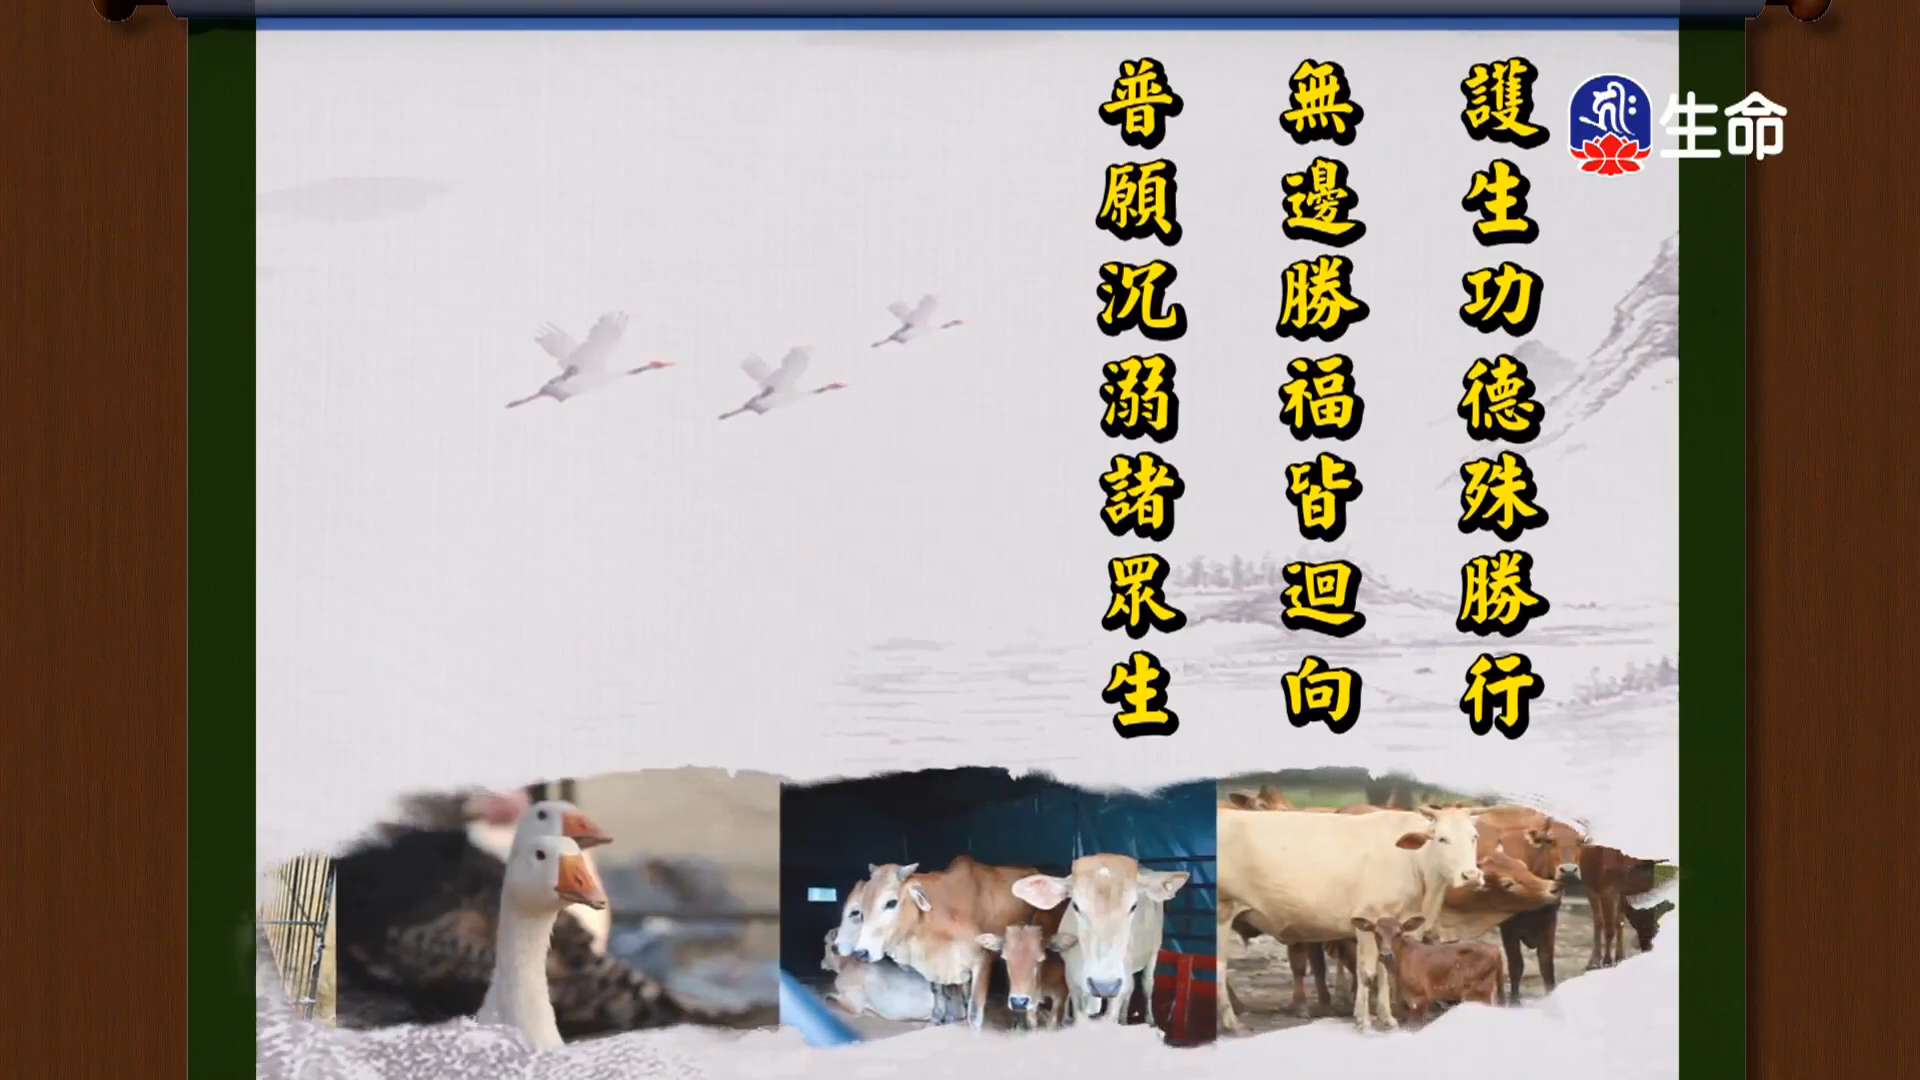 護生功德殊勝行
無邊勝福皆迴向
普願沉溺諸眾生
生命